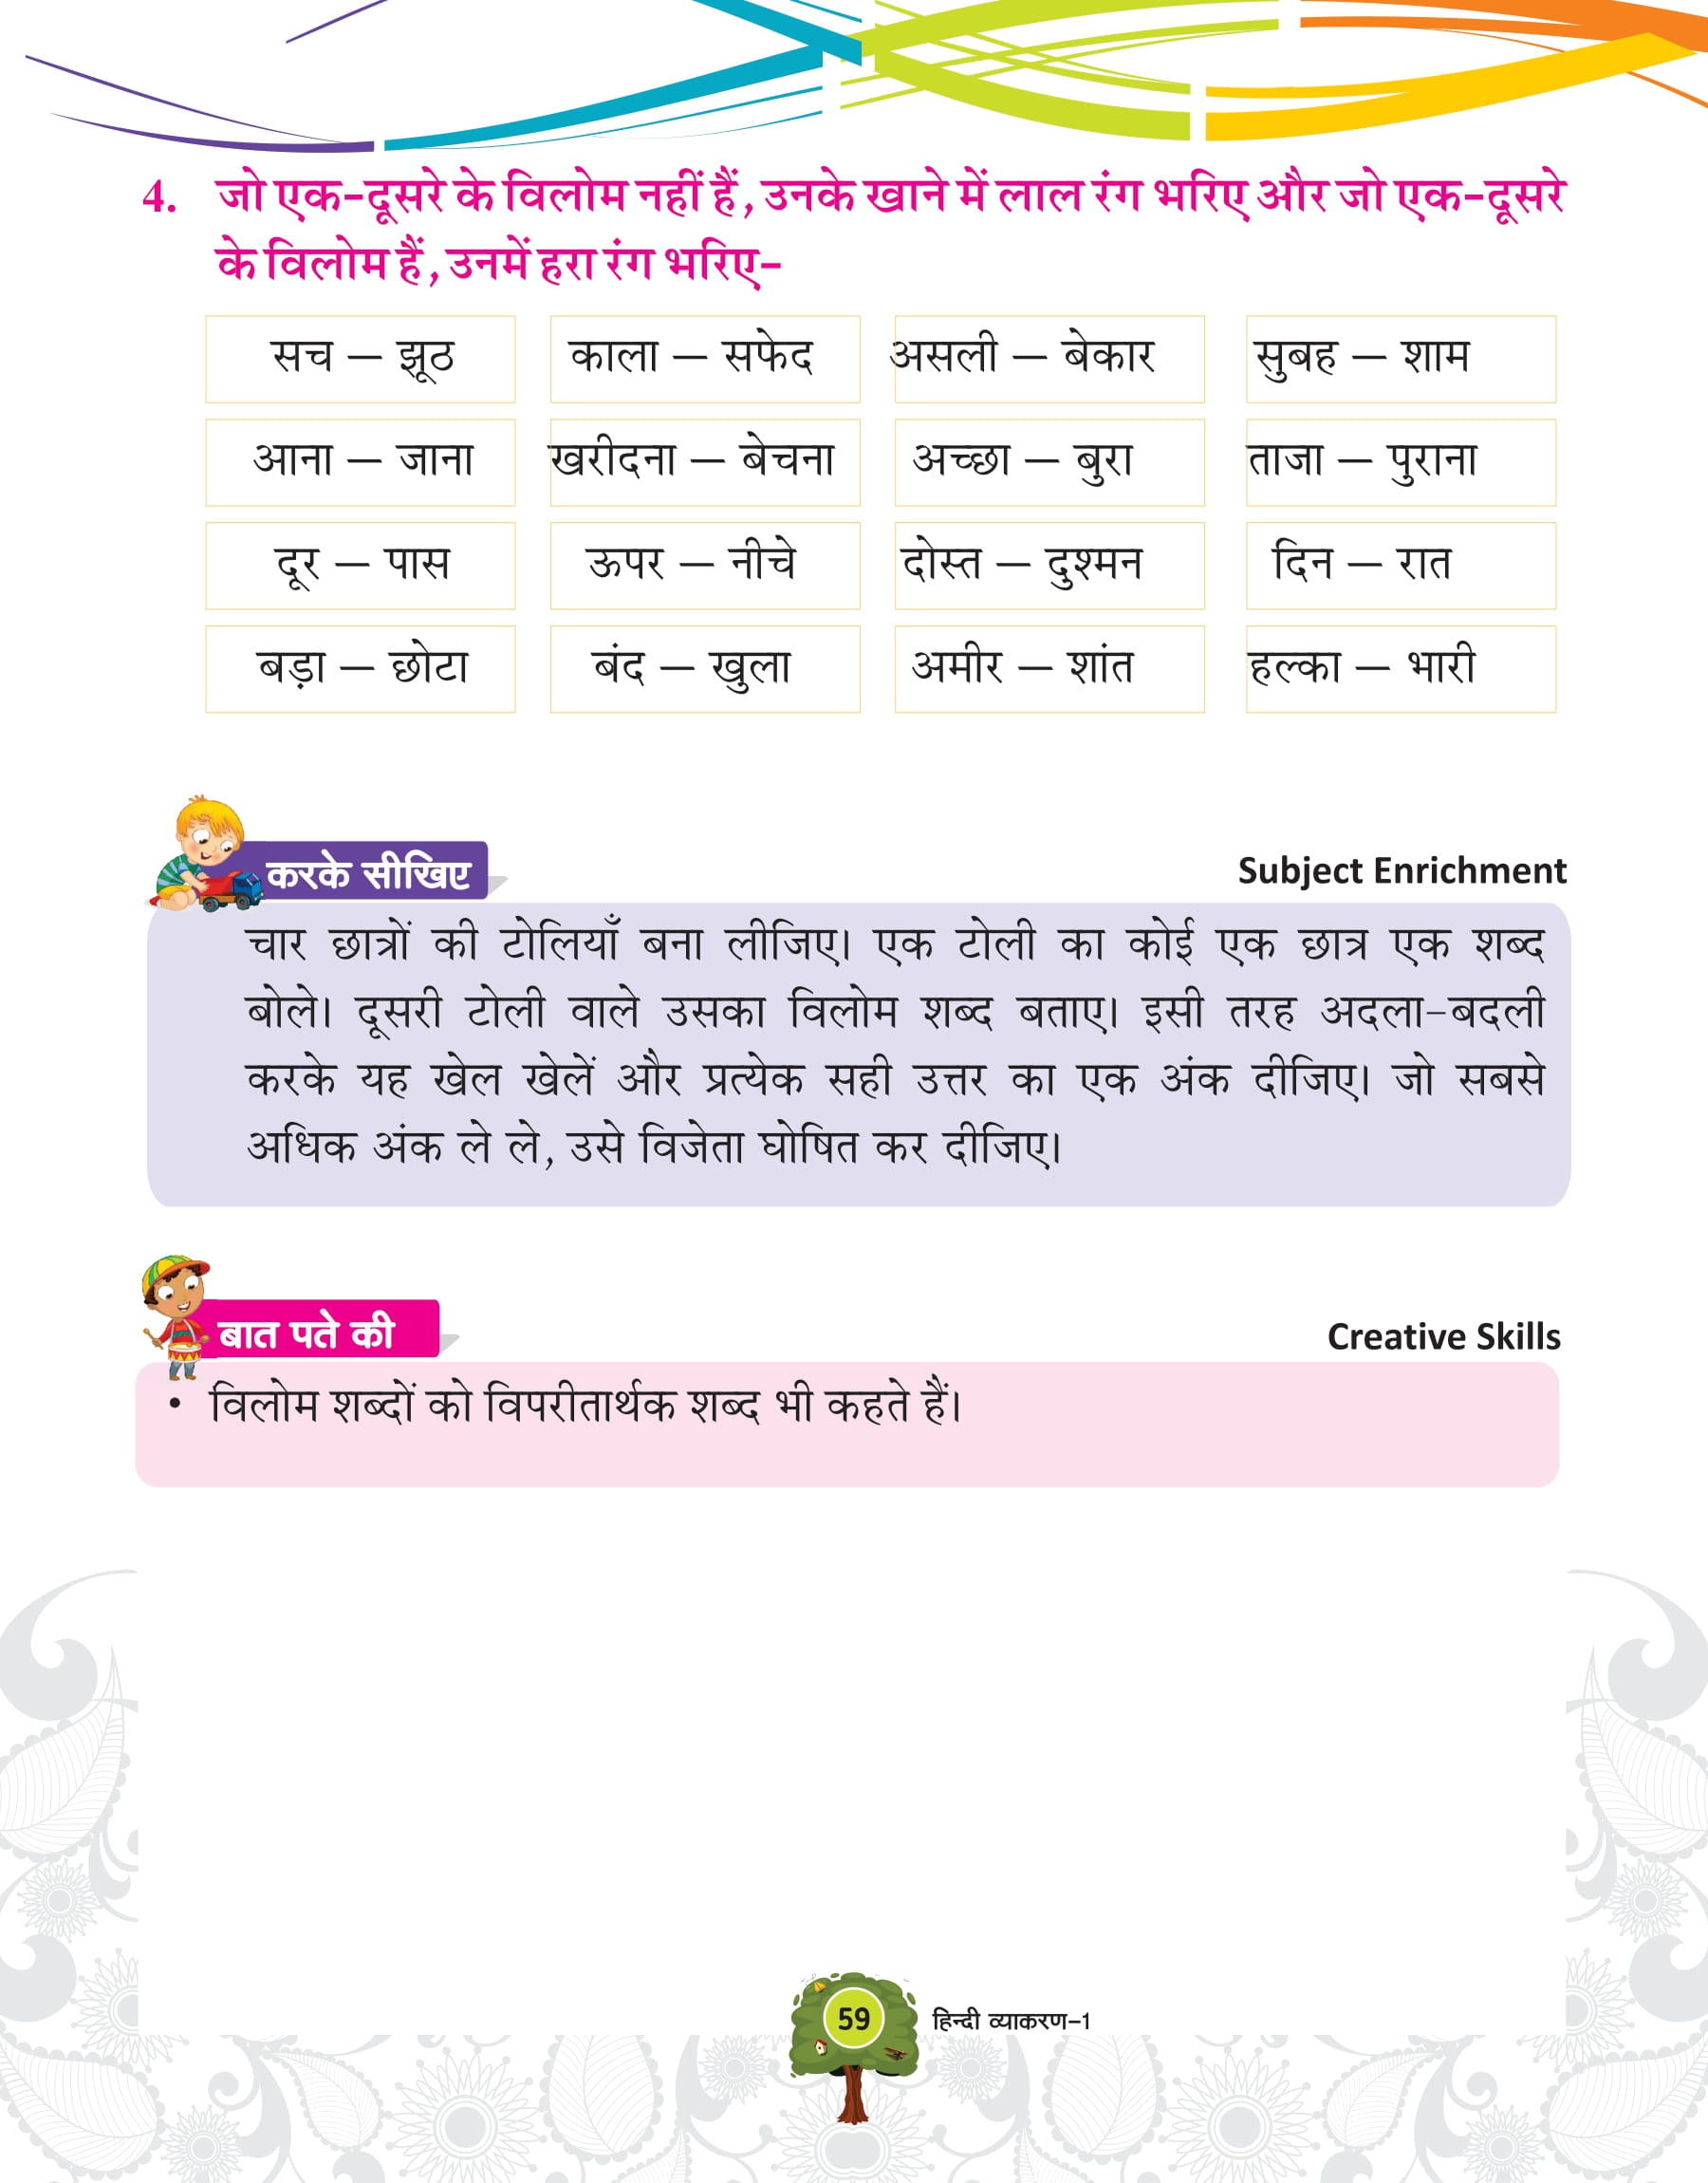 4. जो एक-दूसरे के विलोम नहीं हैं, उनके खाने में लाल रंग भरिए और जो एक-दूसरे
के विलोम हैं, उनमें हरा रंग भरिए-
सच — झूठ काला — सफेद असली — बेकार सुबह — शाम
आना — जाना खरीदना — बेचना अच्छा — बुरा ताजा — पुराना
दूर — पास ऊपर — नीचे दोस्त — दुश्मन दिन — रात
बड़ा — छोटा बंद — खुला अमीर — शांत हल्का — भारी
करके सीखिए Subject Enrichment
चार छात्रों की टोलियाँ बना लीजिए। एक टोली का कोई एक छात्र एक शब्द
बोले। दूसरी टोली वाले उसका विलोम शब्द बताए। इसी तरह अदला-बदली
करके यह खेल खेलें और प्रत्येक सही उत्तर का एक अंक दीजिए। जो सबसे
अधिक अंक ले ले, उसे विजेता घोषित कर दीजिए।
बात पते की Creative Skills
• विलोम शब्दों को विपरीतार्थक शब्द भी कहते हैं।
59 हिन्दी व्याकरण-1